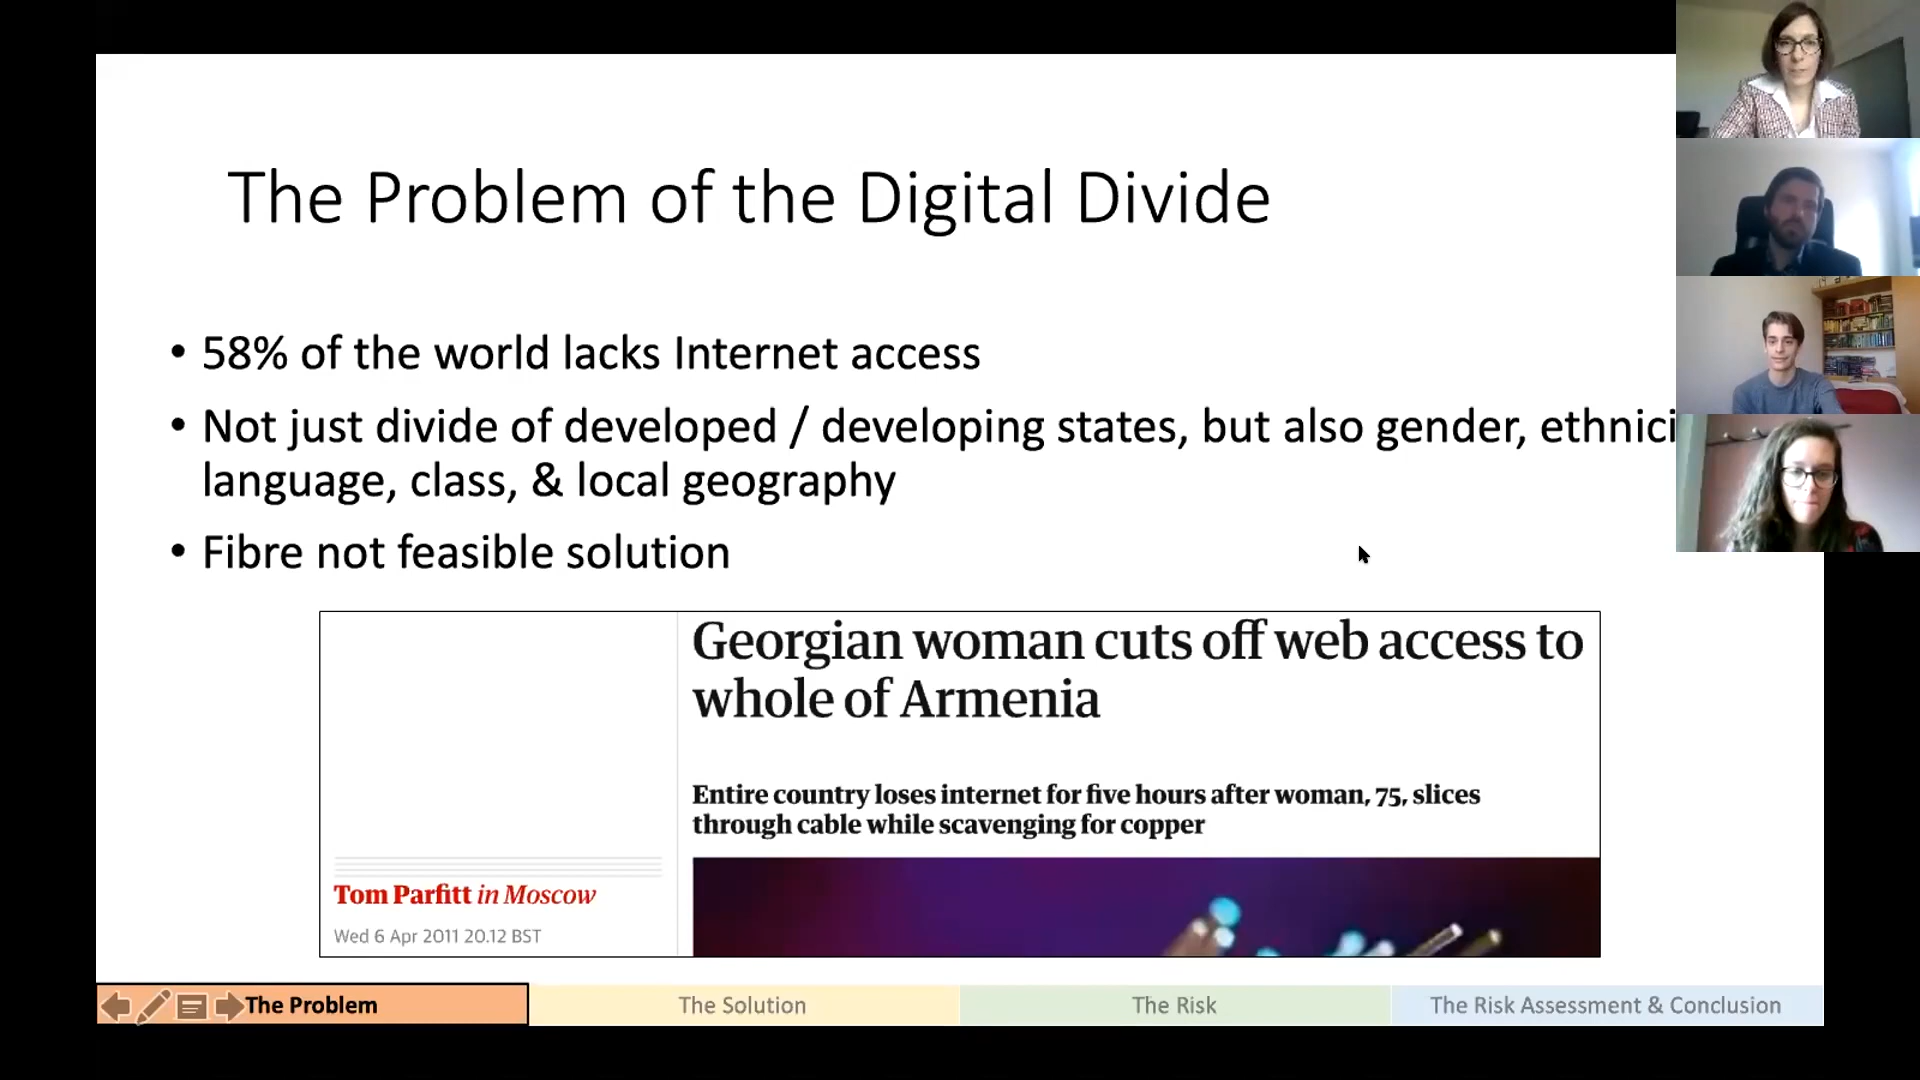 The Problem of the Digital Divide
• 58% of the world lacks Internet access
• Not just divide of developed / developing states, but also gender, ethnici
language, class, & local geography
• Fibre not feasible solution
Georgian woman cuts off web access to
whole of Armenia
Entire country loses internet for five hours after woman, 75, slices
through cable while scavenging for copper
Tom Parfitt in Moscow
Wed 6 Apr 2011 20.12 BST
The Problem
The Solution
The Risk
The Risk Assessment & Conclusion